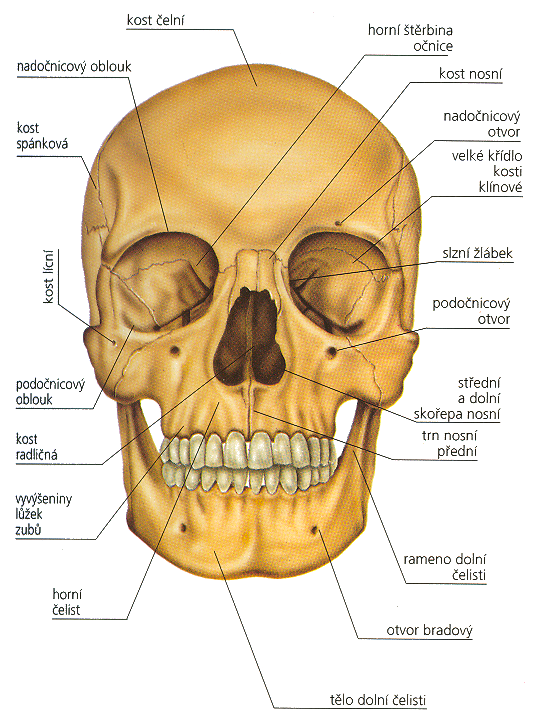 kost čelní
horní štěrbina
očnice
nadočnicový oblouk
kost nosní
kost
spánková
nadočnicový
otvor
velké křídlo
kosti
klínové
slzní žlábek
kost lícní
podočnicový
otvor
podočnicový
oblouk
střední
a dolní
skořepa nosní
kost
radličná
trn nosní
přední
vyvýšeniny
lůžek
zubů
rameno dolní
čelisti
horní
čelist
otvor bradový
tělo dolní čelisti